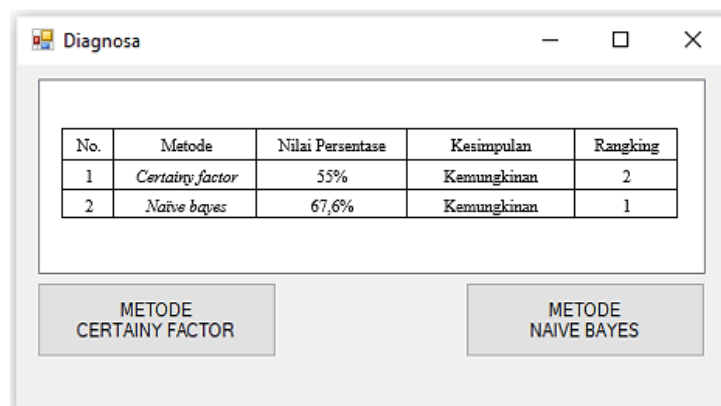 Diagnosa
No. Metode Nilai Persentase Kesimpulan Rangking
1 Certainy factor 55% Kemungkinan 2
2 Naïve bayes 67,6% Kemungkinan 1
METODE
CERTAINY FACTOR
METODE
NAIVE BAYES